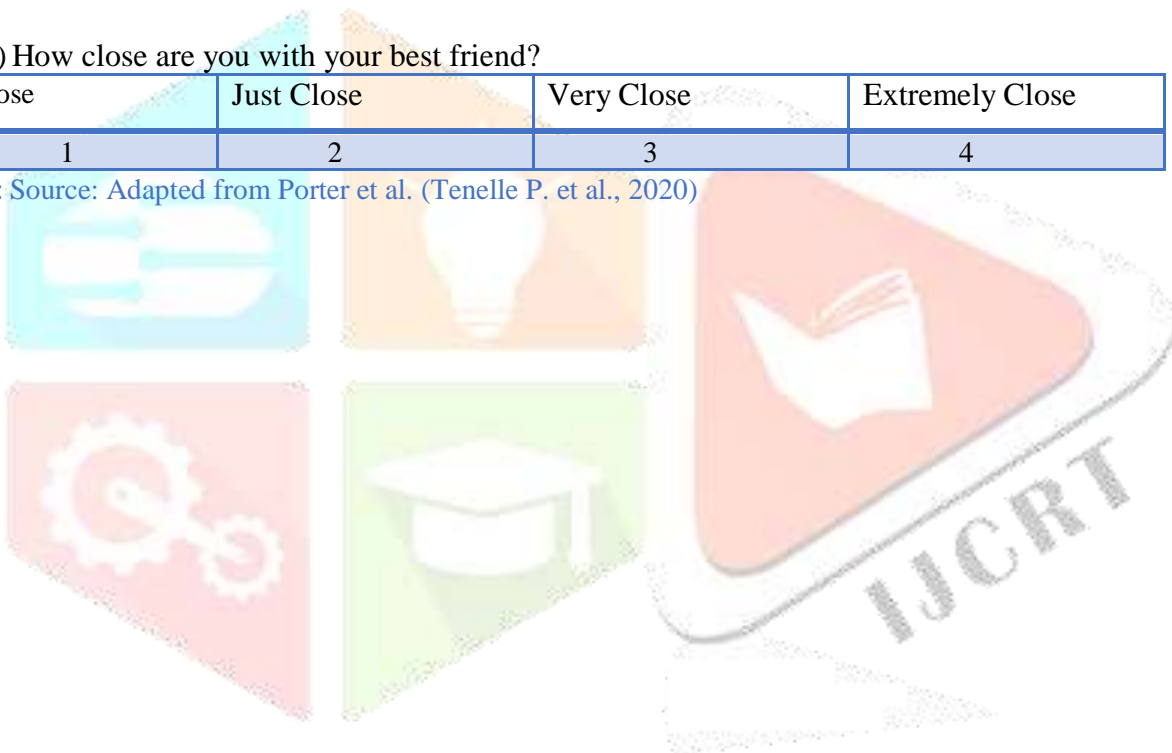 ) How close are you with your best friend?
ose Just Close Very Close Extremely Close
1 2 3 4
: Source: Adapted from Porter et al. (Tenelle P. et al., 2020)
IJCRT